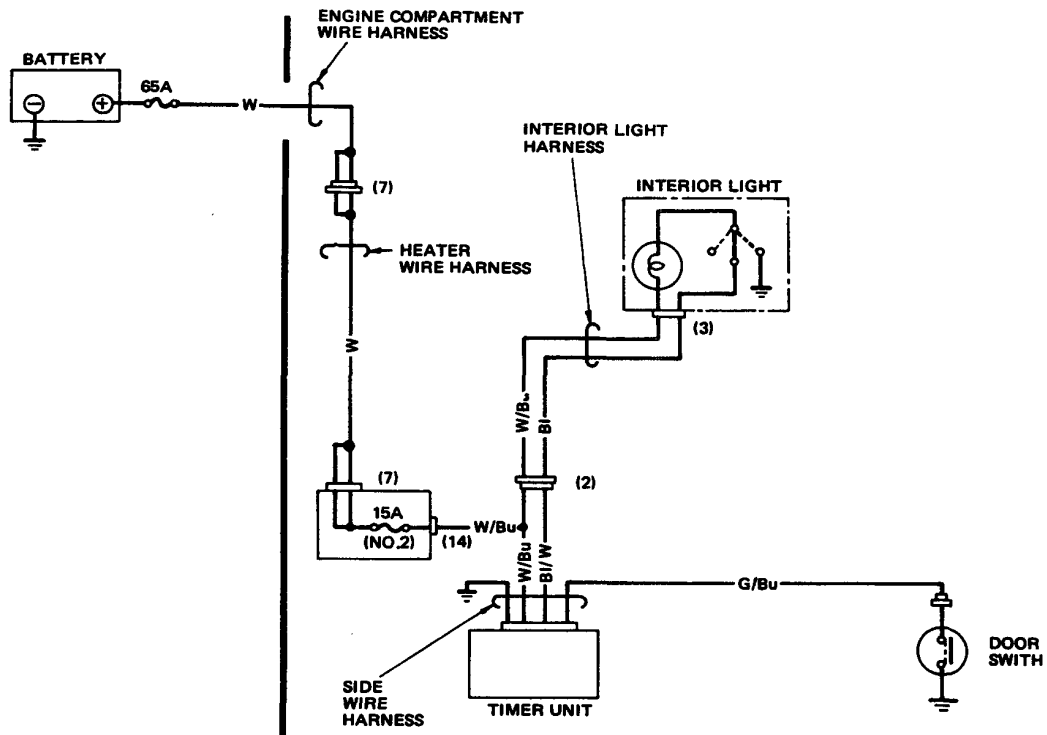 ENGINE COMPARTMENT
WIRE HARNESS
BATTERY
65A
W
INTERIOR LIGHT
HARNESS
(7)
INTERIOR LIGHT
HEATER
WIRE HARNESS
(3)
W
W/Bu
Bl
(7)
(2)
15A
(NO.2)
(14)
W/Bu
W/Bu
Bl/W
G/Bu
DOOR
SWITH
SIDE
WIRE
HARNESS
TIMER UNIT